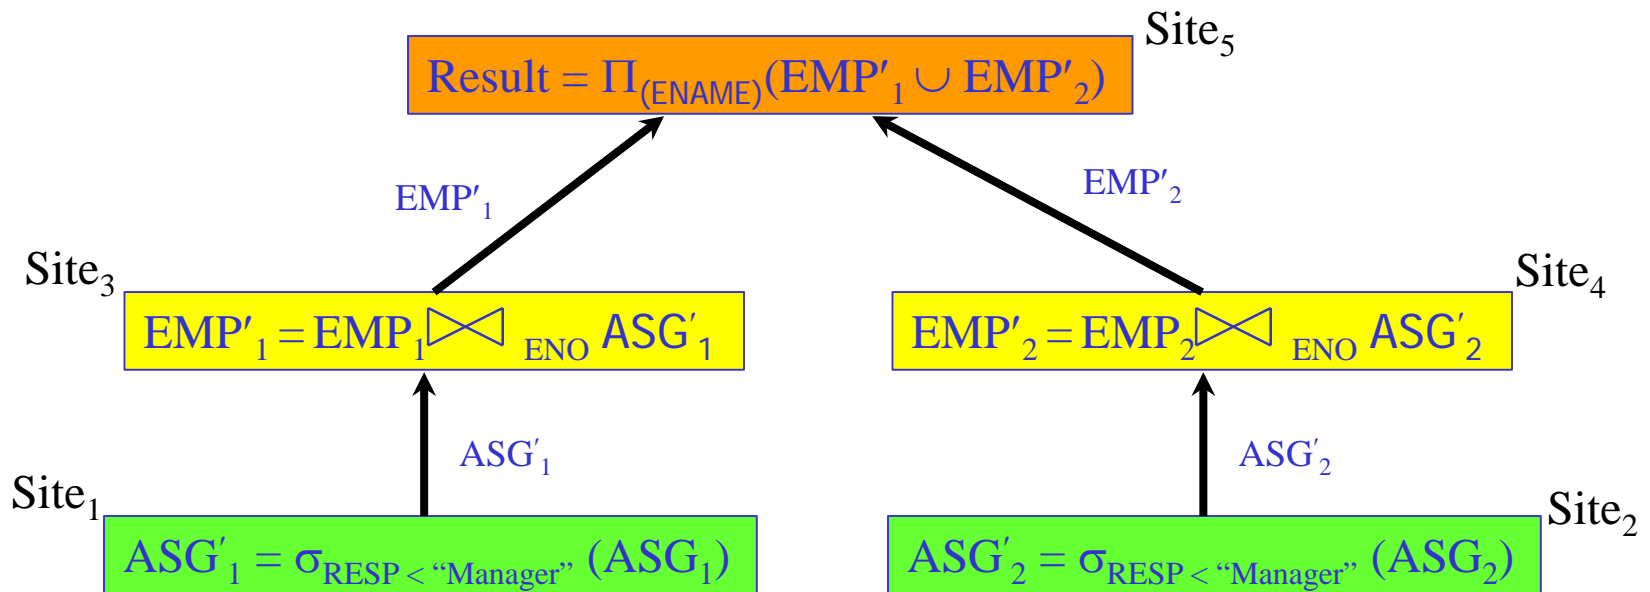 Site₅
Result = Π₍ENAME₎(EMP′₁ ∪ EMP′₂)
EMP′₁
EMP′₂
Site₃
Site₄
EMP′₁ = EMP₁ ⋈ ENO ASG′₁
EMP′₂ = EMP₂ ⋈ ENO ASG′₂
ASG′₁
ASG′₂
Site₁
Site₂
ASG′₁ = σ RESP < “Manager” (ASG₁)
ASG′₂ = σ RESP < “Manager” (ASG₂)